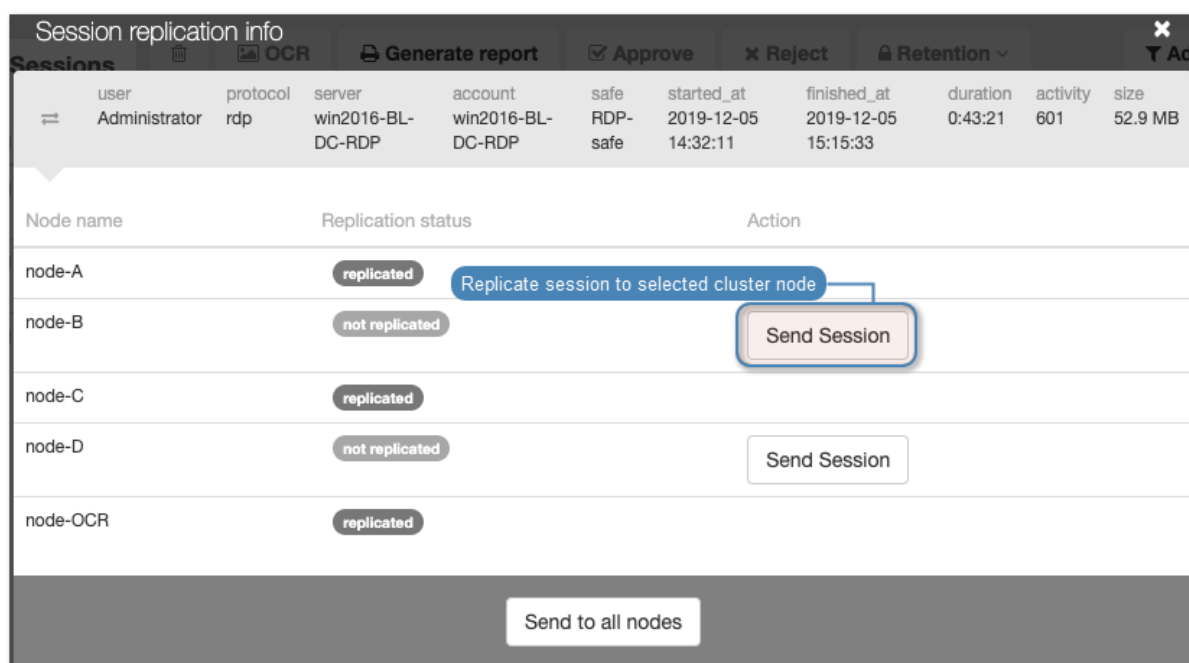 Session replication info
Sessions OCR Generate report Approve Reject Retention
user protocol server account safe started_at finished_at duration activity size
Administrator rdp win2016-BL- win2016-BL- RDP- 2019-12-05 2019-12-05 0:43:21 601 52.9 MB
DC-RDP DC-RDP safe 14:32:11 15:15:33
Node name Replication status Action
node-A replicated
Replicate session to selected cluster node
node-B not replicated Send Session
node-C replicated
node-D not replicated Send Session
node-OCR replicated
Send to all nodes